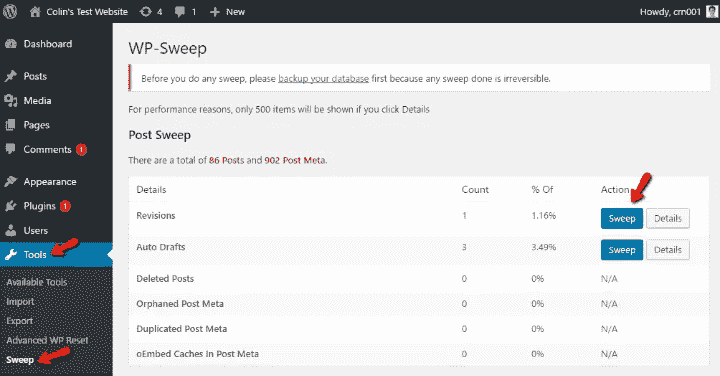 Colin's Test Website 4 1 + New Howdy, crn001
Dashboard
Posts
Media
Pages
Comments 1
Appearance
Plugins 1
Users
Tools
Available Tools
Import
Export
Advanced WP Reset
Sweep
WP-Sweep
Before you do any sweep, please backup your database first because any sweep done is irreversible.
For performance reasons, only 500 items will be shown if you click Details
Post Sweep
There are a total of 86 Posts and 902 Post Meta.
Details Count % Of Action
Revisions 1 1.16% Sweep Details
Auto Drafts 3 3.49% Sweep Details
Deleted Posts 0 0% N/A
Orphaned Post Meta 0 0% N/A
Duplicated Post Meta 0 0% N/A
oEmbed Caches In Post Meta 0 0% N/A